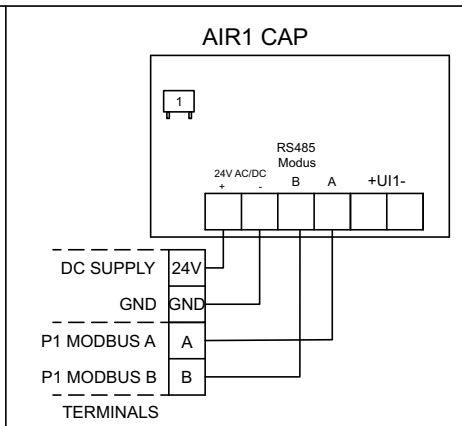 AIR1 CAP
1
RS485
Modus
24V AC/DC
+ - B A +UI1-
DC SUPPLY 24V
GND GND
P1 MODBUS A A
P1 MODBUS B B
TERMINALS